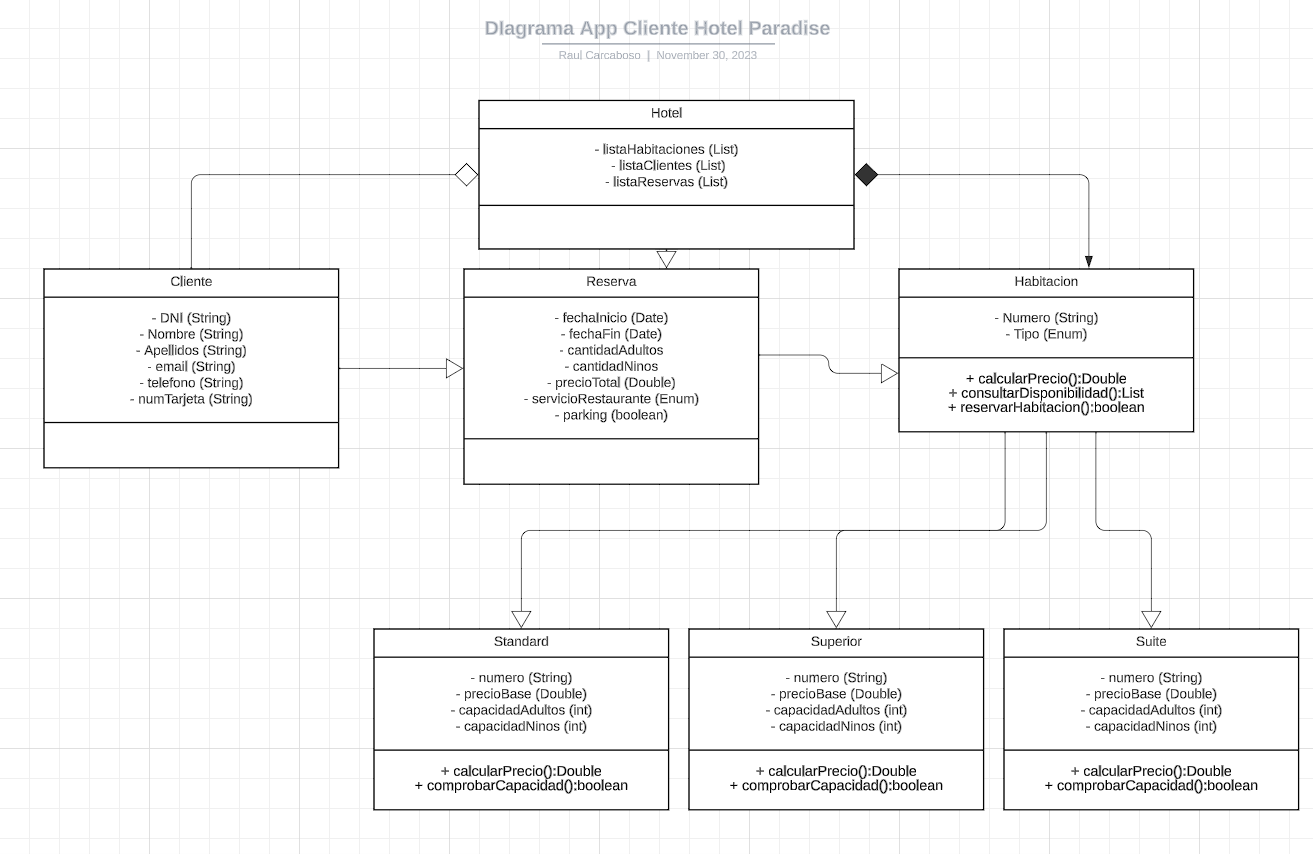 DIagrama App Cliente Hotel Paradise
Raul Carcaboso | November 30, 2023
Hotel
- listaHabitaciones (List)
- listaClientes (List)
- listaReservas (List)
Cliente
- DNI (String)
- Nombre (String)
- Apellidos (String)
- email (String)
- telefono (String)
- numTarjeta (String)
Reserva
- fechaInicio (Date)
- fechaFin (Date)
- cantidadAdultos
- cantidadNinos
- precioTotal (Double)
- servicioRestaurante (Enum)
- parking (boolean)
Habitacion
- Numero (String)
- Tipo (Enum)
+ calcularPrecio():Double
+ consultarDisponibilidad():List
+ reservarHabitacion():boolean
Standard
- numero (String)
- precioBase (Double)
- capacidadAdultos (int)
- capacidadNinos (int)
+ calcularPrecio():Double
+ comprobarCapacidad():boolean
Superior
- numero (String)
- precioBase (Double)
- capacidadAdultos (int)
- capacidadNinos (int)
+ calcularPrecio():Double
+ comprobarCapacidad():boolean
Suite
- numero (String)
- precioBase (Double)
- capacidadAdultos (int)
- capacidadNinos (int)
+ calcularPrecio():Double
+ comprobarCapacidad():boolean